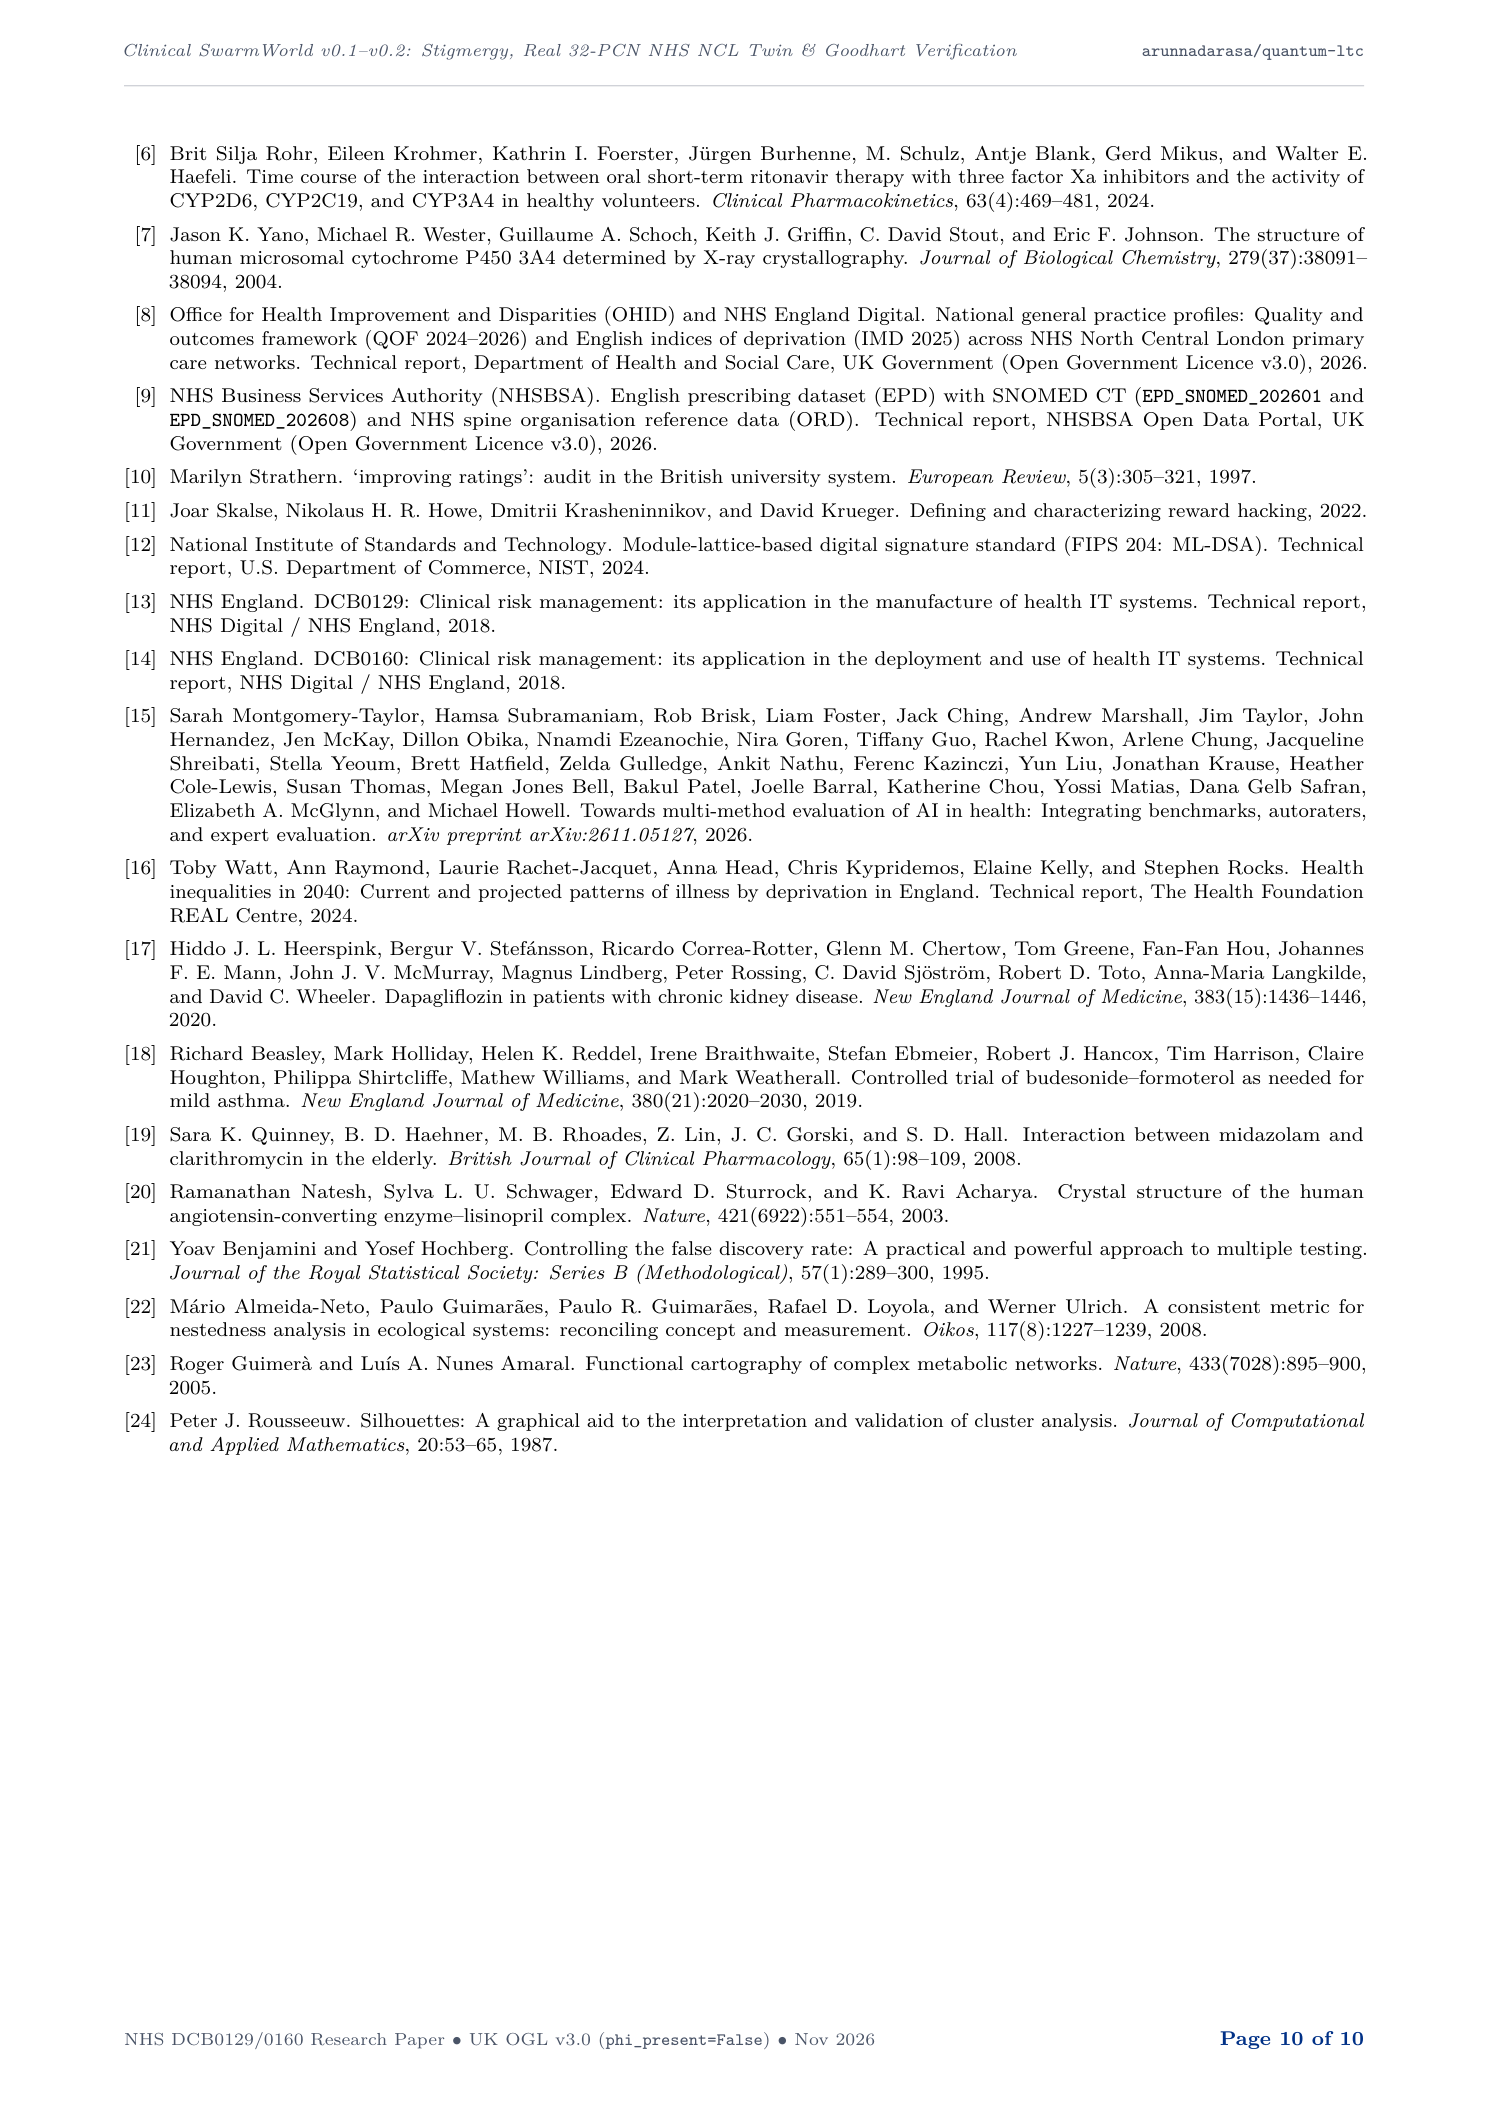 Clinical SwarmWorld v0.1–v0.2: Stigmergy, Real 32-PCN NHS NCL Twin & Goodhart Verification arunnadarasa/quantum-ltc
[6] Brit Silja Rohr, Eileen Krohmer, Kathrin I. Foerster, Jürgen Burhenne, M. Schulz, Antje Blank, Gerd Mikus, and Walter E.
Haefeli. Time course of the interaction between oral short-term ritonavir therapy with three factor Xa inhibitors and the activity of
CYP2D6, CYP2C19, and CYP3A4 in healthy volunteers. Clinical Pharmacokinetics, 63(4):469–481, 2024.
[7] Jason K. Yano, Michael R. Wester, Guillaume A. Schoch, Keith J. Griffin, C. David Stout, and Eric F. Johnson. The structure of
human microsomal cytochrome P450 3A4 determined by X-ray crystallography. Journal of Biological Chemistry, 279(37):38091–
38094, 2004.
[8] Office for Health Improvement and Disparities (OHID) and NHS England Digital. National general practice profiles: Quality and
outcomes framework (QOF 2024–2026) and English indices of deprivation (IMD 2025) across NHS North Central London primary
care networks. Technical report, Department of Health and Social Care, UK Government (Open Government Licence v3.0), 2026.
[9] NHS Business Services Authority (NHSBSA). English prescribing dataset (EPD) with SNOMED CT (EPD_SNOMED_202601 and
EPD_SNOMED_202608) and NHS spine organisation reference data (ORD). Technical report, NHSBSA Open Data Portal, UK
Government (Open Government Licence v3.0), 2026.
[10] Marilyn Strathern. ‘improving ratings’: audit in the British university system. European Review, 5(3):305–321, 1997.
[11] Joar Skalse, Nikolaus H. R. Howe, Dmitrii Krasheninnikov, and David Krueger. Defining and characterizing reward hacking, 2022.
[12] National Institute of Standards and Technology. Module-lattice-based digital signature standard (FIPS 204: ML-DSA). Technical
report, U.S. Department of Commerce, NIST, 2024.
[13] NHS England. DCB0129: Clinical risk management: its application in the manufacture of health IT systems. Technical report,
NHS Digital / NHS England, 2018.
[14] NHS England. DCB0160: Clinical risk management: its application in the deployment and use of health IT systems. Technical
report, NHS Digital / NHS England, 2018.
[15] Sarah Montgomery-Taylor, Hamsa Subramaniam, Rob Brisk, Liam Foster, Jack Ching, Andrew Marshall, Jim Taylor, John
Hernandez, Jen McKay, Dillon Obika, Nnamdi Ezeanochie, Nira Goren, Tiffany Guo, Rachel Kwon, Arlene Chung, Jacqueline
Shreibati, Stella Yeoum, Brett Hatfield, Zelda Gulledge, Ankit Nathu, Ferenc Kazinczi, Yun Liu, Jonathan Krause, Heather
Cole-Lewis, Susan Thomas, Megan Jones Bell, Bakul Patel, Joelle Barral, Katherine Chou, Yossi Matias, Dana Gelb Safran,
Elizabeth A. McGlynn, and Michael Howell. Towards multi-method evaluation of AI in health: Integrating benchmarks, autoraters,
and expert evaluation. arXiv preprint arXiv:2611.05127, 2026.
[16] Toby Watt, Ann Raymond, Laurie Rachet-Jacquet, Anna Head, Chris Kypridemos, Elaine Kelly, and Stephen Rocks. Health
inequalities in 2040: Current and projected patterns of illness by deprivation in England. Technical report, The Health Foundation
REAL Centre, 2024.
[17] Hiddo J. L. Heerspink, Bergur V. Stefánsson, Ricardo Correa-Rotter, Glenn M. Chertow, Tom Greene, Fan-Fan Hou, Johannes
F. E. Mann, John J. V. McMurray, Magnus Lindberg, Peter Rossing, C. David Sjöström, Robert D. Toto, Anna-Maria Langkilde,
and David C. Wheeler. Dapagliflozin in patients with chronic kidney disease. New England Journal of Medicine, 383(15):1436–1446,
2020.
[18] Richard Beasley, Mark Holliday, Helen K. Reddel, Irene Braithwaite, Stefan Ebmeier, Robert J. Hancox, Tim Harrison, Claire
Houghton, Philippa Shirtcliffe, Mathew Williams, and Mark Weatherall. Controlled trial of budesonide–formoterol as needed for
mild asthma. New England Journal of Medicine, 380(21):2020–2030, 2019.
[19] Sara K. Quinney, B. D. Haehner, M. B. Rhoades, Z. Lin, J. C. Gorski, and S. D. Hall. Interaction between midazolam and
clarithromycin in the elderly. British Journal of Clinical Pharmacology, 65(1):98–109, 2008.
[20] Ramanathan Natesh, Sylva L. U. Schwager, Edward D. Sturrock, and K. Ravi Acharya. Crystal structure of the human
angiotensin-converting enzyme–lisinopril complex. Nature, 421(6922):551–554, 2003.
[21] Yoav Benjamini and Yosef Hochberg. Controlling the false discovery rate: A practical and powerful approach to multiple testing.
Journal of the Royal Statistical Society: Series B (Methodological), 57(1):289–300, 1995.
[22] Mário Almeida-Neto, Paulo Guimarães, Paulo R. Guimarães, Rafael D. Loyola, and Werner Ulrich. A consistent metric for
nestedness analysis in ecological systems: reconciling concept and measurement. Oikos, 117(8):1227–1239, 2008.
[23] Roger Guimerà and Luís A. Nunes Amaral. Functional cartography of complex metabolic networks. Nature, 433(7028):895–900,
2005.
[24] Peter J. Rousseeuw. Silhouettes: A graphical aid to the interpretation and validation of cluster analysis. Journal of Computational
and Applied Mathematics, 20:53–65, 1987.
NHS DCB0129/0160 Research Paper • UK OGL v3.0 (phi_present=False) • Nov 2026 Page 10 of 10